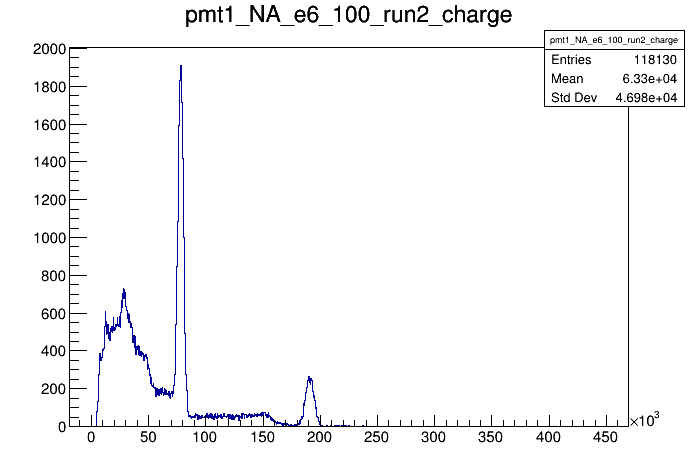 pmt1_NA_e6_100_run2_charge
pmt1_NA_e6_100_run2_charge
Entries 118130
Mean 6.33e+04
Std Dev 4.698e+04
2000
1800
1600
1400
1200
1000
800
600
400
200
0
0 50 100 150 200 250 300 350 400 450
×10³